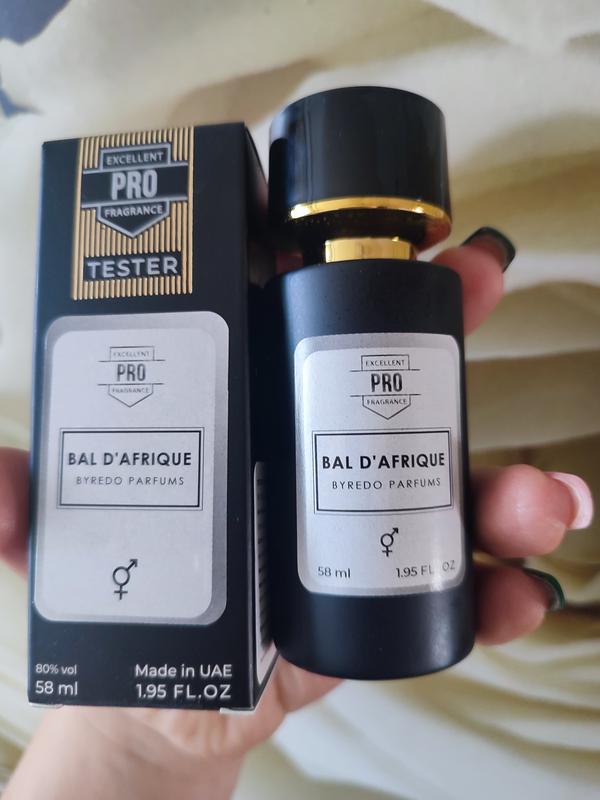 EXCELLENT
PRO
FRAGRANCE
TESTER
EXCELLENT
PRO
FRAGRANCE
BAL D'AFRIQUE
BYREDO PARFUMS
80% vol
58 ml
Made in UAE
1.95 FL.OZ
EXCELLENT
PRO
FRAGRANCE
BAL D'AFRIQUE
BYREDO PARFUMS
58 ml
1.95 FL. OZ